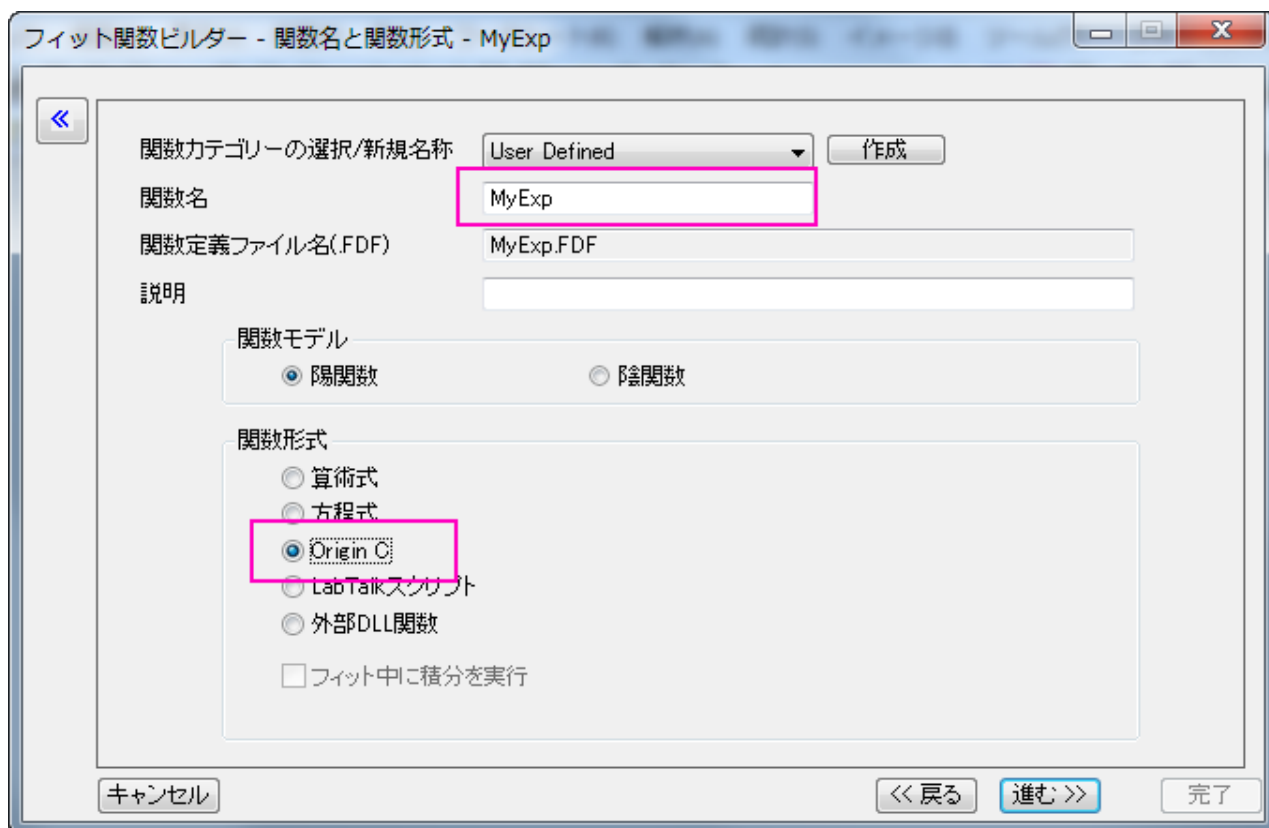 フィット関数ビルダー - 関数名と関数形式 - MyExp
関数カテゴリーの選択/新規名称 User Defined 作成
関数名 MyExp
関数定義ファイル名(.FDF) MyExp.FDF
説明
関数モデル
陽関数 陰関数
関数形式
算術式
方程式
Origin C
LabTalkスクリプト
外部DLL関数
フィット中に積分を実行
キャンセル << 戻る 進む >> 完了